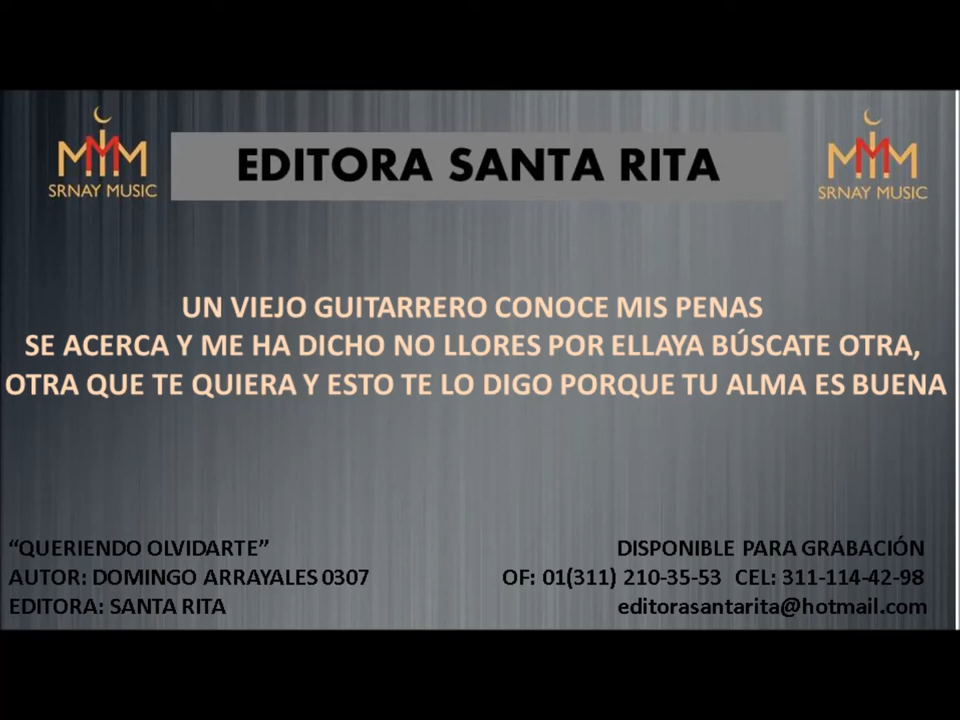 MMM
SRNAY MUSIC
EDITORA SANTA RITA
MMM
SRNAY MUSIC
UN VIEJO GUITARRERO CONOCE MIS PENAS
SE ACERCA Y ME HA DICHO NO LLORES POR ELLAYA BÚSCATE OTRA,
OTRA QUE TE QUIERA Y ESTO TE LO DIGO PORQUE TU ALMA ES BUENA
“QUERIENDO OLVIDARTE”
AUTOR: DOMINGO ARRAYALES 0307
EDITORA: SANTA RITA
DISPONIBLE PARA GRABACIÓN
OF: 01(311) 210-35-53 CEL: 311-114-42-98
editorasantarita@hotmail.com